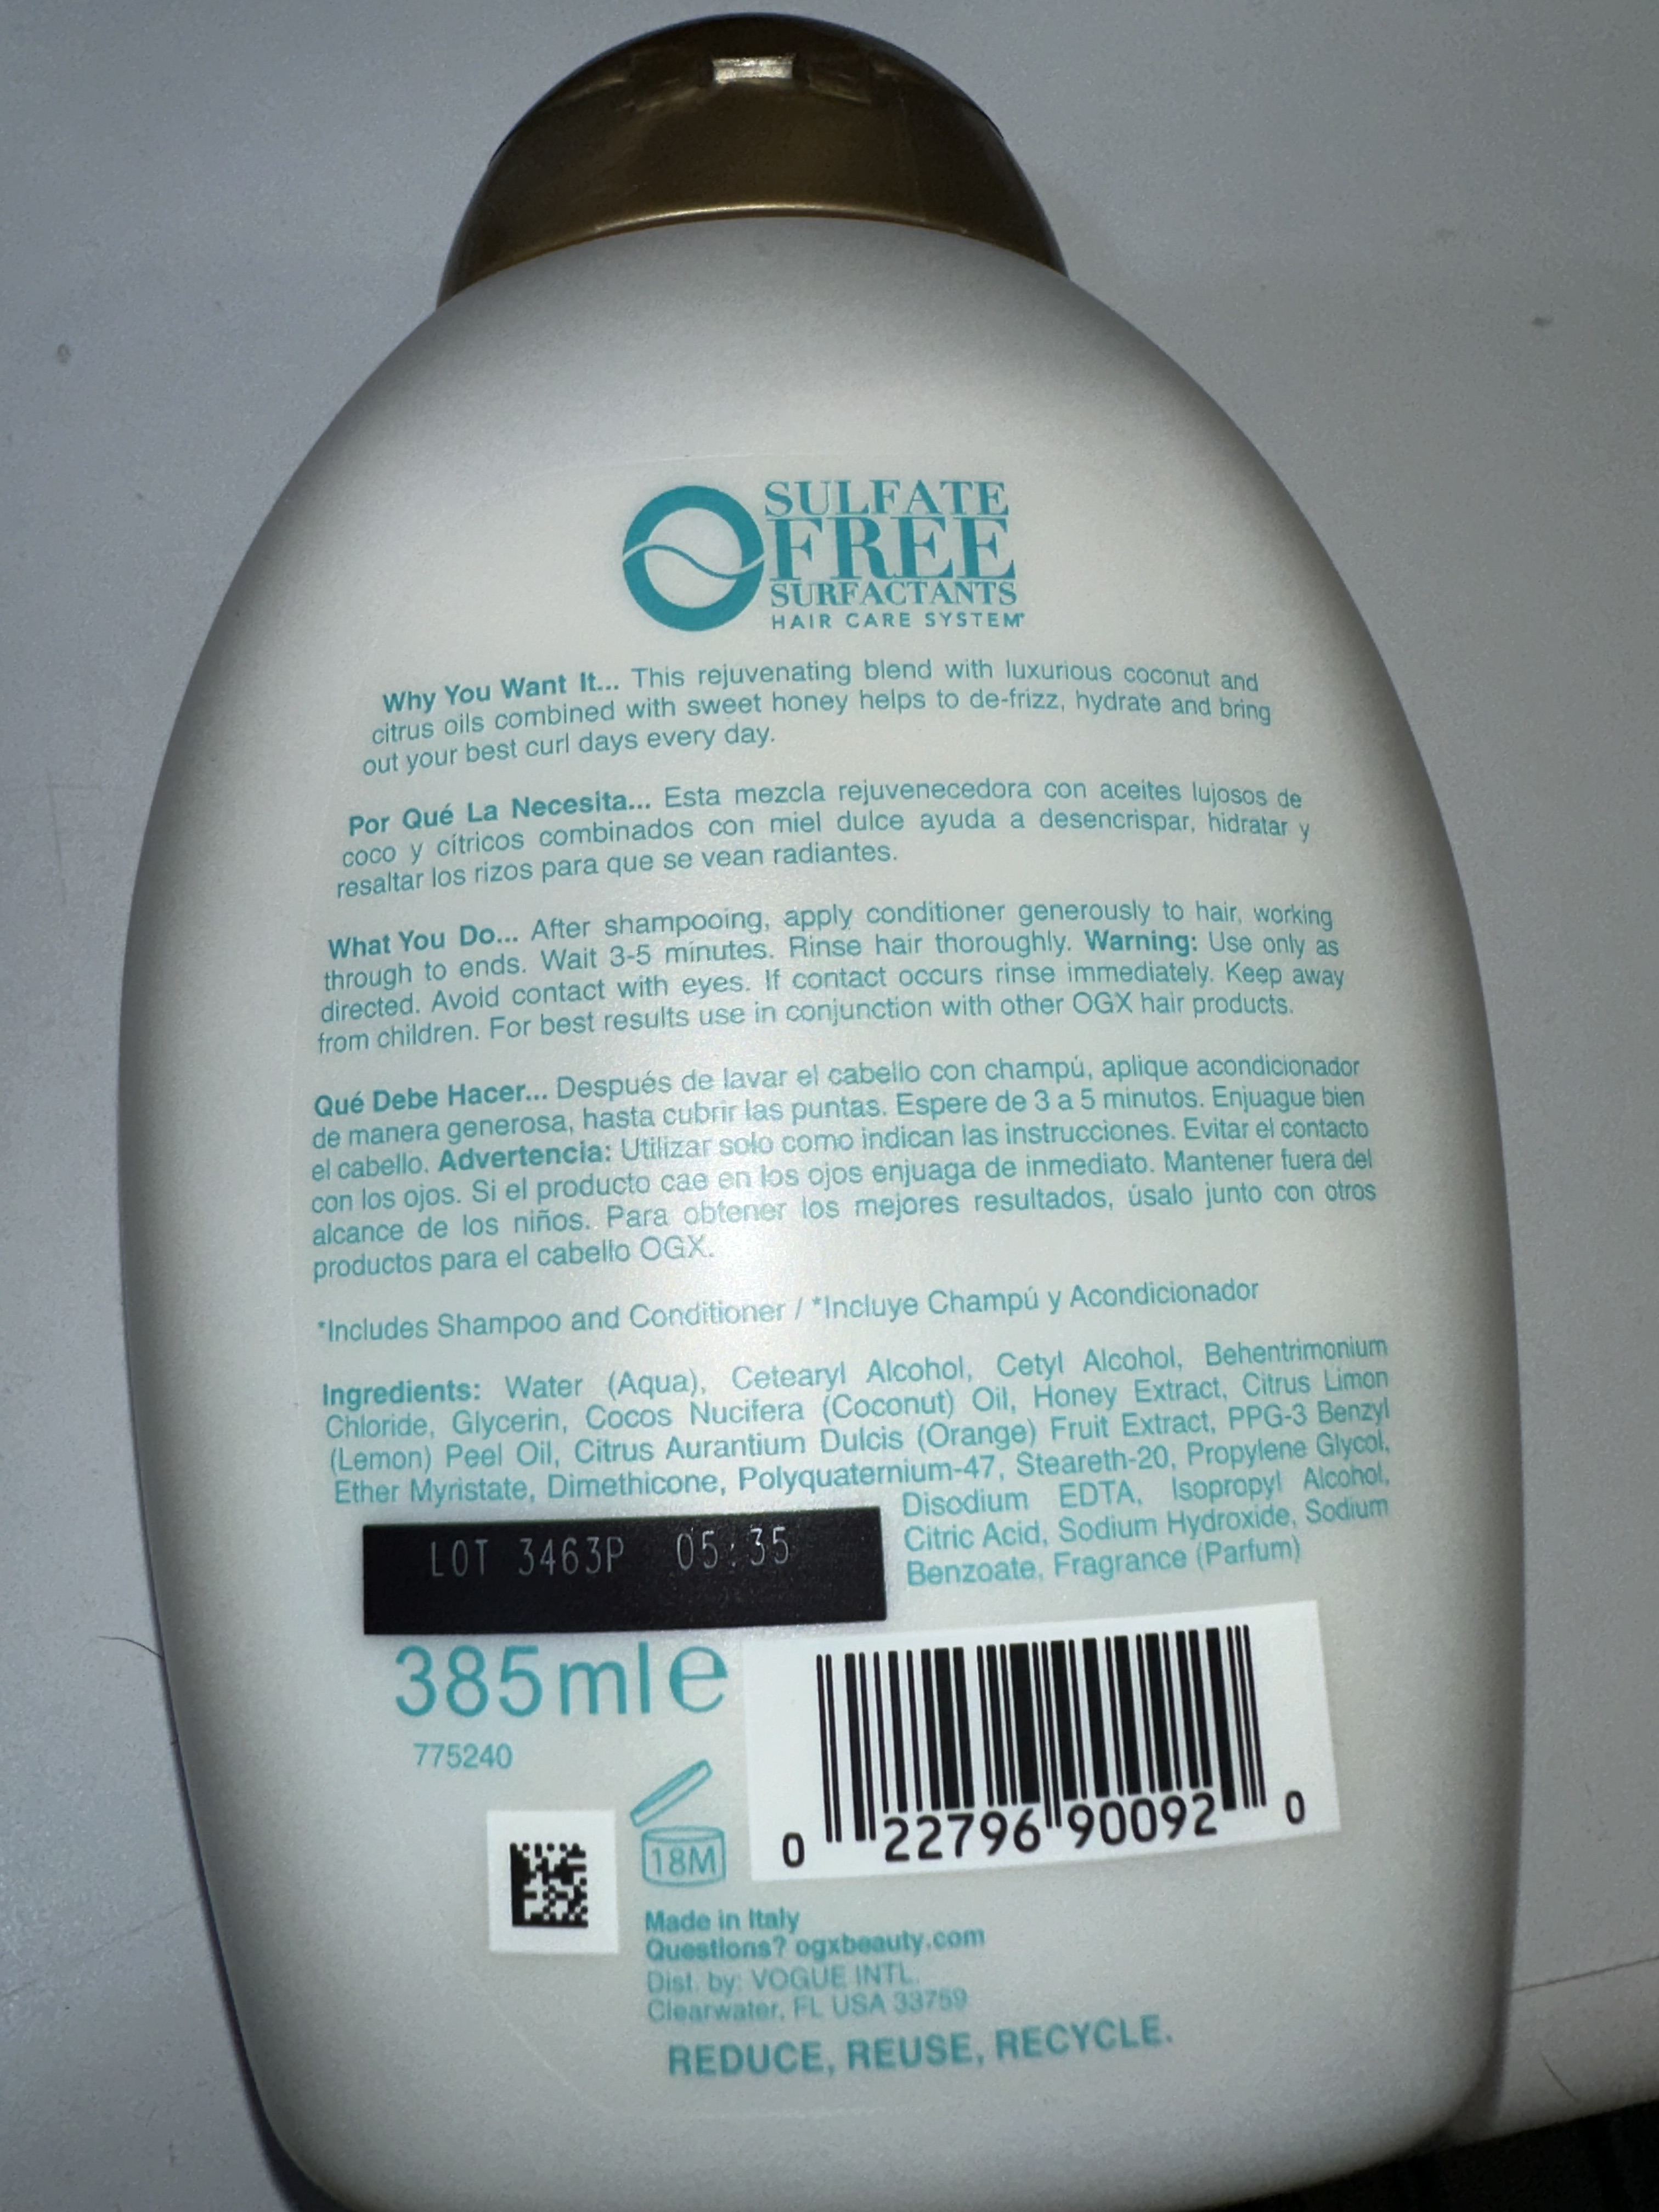 SULFATE
FREE
SURFACTANTS
HAIR CARE SYSTEM*
Why You Want It... This rejuvenating blend with luxurious coconut and
citrus oils combined with sweet honey helps to de-frizz, hydrate and bring
out your best curl days every day.
Por Qué La Necesita... Esta mezcla rejuvenecedora con aceites lujosos de
coco y cítricos combinados con miel dulce ayuda a desencrispar, hidratar y
resaltar los rizos para que se vean radiantes.
What You Do... After shampooing, apply conditioner generously to hair, working
through to ends. Wait 3-5 minutes. Rinse hair thoroughly. Warning: Use only as
directed. Avoid contact with eyes. If contact occurs rinse immediately. Keep away
from children. For best results use in conjunction with other OGX hair products.
Qué Debe Hacer... Después de lavar el cabello con champú, aplique acondicionador
de manera generosa, hasta cubrir las puntas. Espere de 3 a 5 minutos. Enjuague bien
el cabello. Advertencia: Utilizar solo como indican las instrucciones. Evitar el contacto
con los ojos. Si el producto cae en los ojos enjuaga de inmediato. Mantener fuera del
alcance de los niños. Para obtener los mejores resultados, úsalo junto con otros
productos para el cabello OGX.
*Includes Shampoo and Conditioner / *Incluye Champú y Acondicionador
Ingredients: Water (Aqua), Cetearyl Alcohol, Cetyl Alcohol, Behentrimonium
Chloride, Glycerin, Cocos Nucifera (Coconut) Oil, Honey Extract, Citrus Limon
(Lemon) Peel Oil, Citrus Aurantium Dulcis (Orange) Fruit Extract, PPG-3 Benzyl
Ether Myristate, Dimethicone, Polyquaternium-47, Steareth-20, Propylene Glycol,
Disodium EDTA, Isopropyl Alcohol,
Citric Acid, Sodium Hydroxide, Sodium
Benzoate, Fragrance (Parfum)
LOT 3463P 05:35
385ml e
775240
18M
0 22796 90092 0
Made in Italy
Questions? ogxbeauty.com
Dist. by: VOGUE INTL.
Clearwater, FL USA 33759
REDUCE, REUSE, RECYCLE.